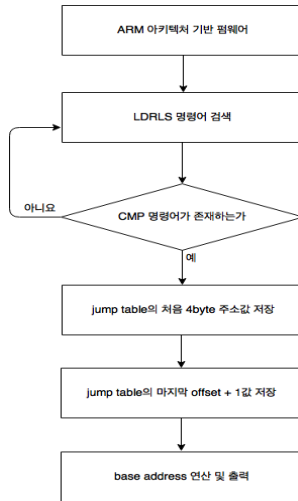 ARM 아키텍처 기반 펌웨어
LDRLS 명령어 검색
아니요
CMP 명령어가 존재하는가
예
jump table의 처음 4byte 주소값 저장
jump table의 마지막 offset + 1값 저장
base address 연산 및 출력